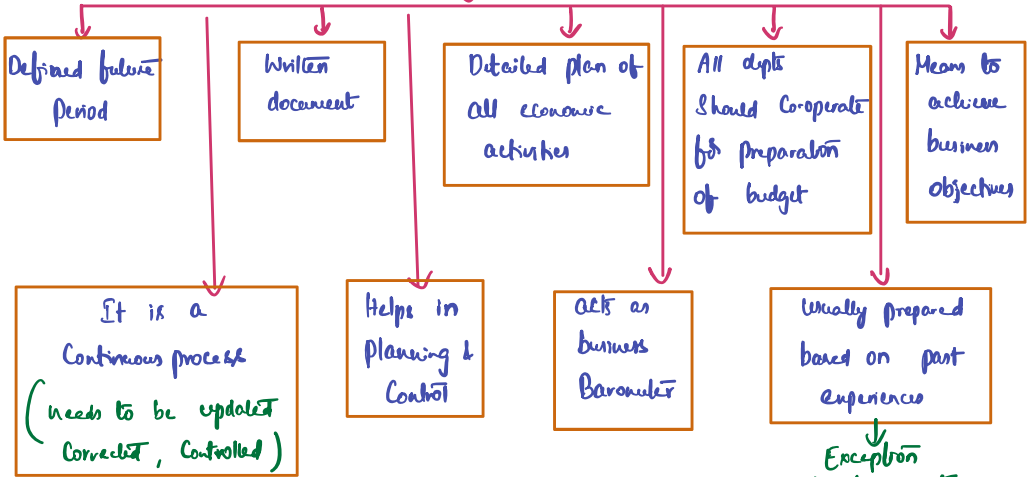 Defined future
Period
Written
document
Detailed plan of
all economic
activities
All depts
Should Co-operate
for preparation
of budget
Means to
achieve
business
objectives
It is a
Continuous process
(needs to be updated
Corrected, Controlled)
Helps in
Planning &
Control
acts as
business
Barometer
Usually prepared
based on past
experiences
Exception